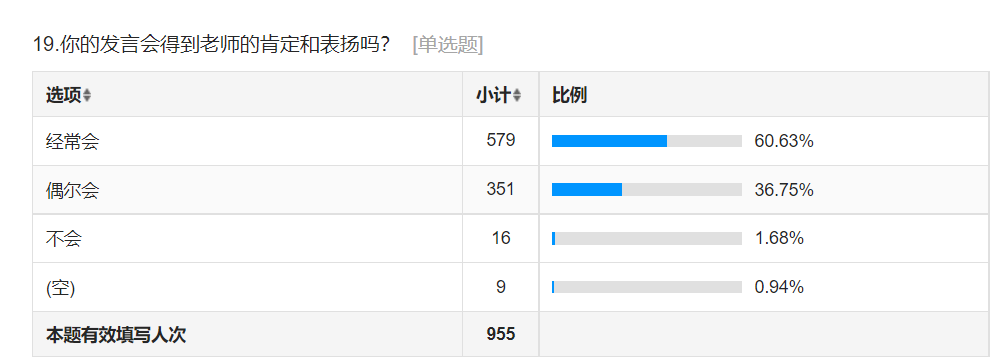 19.你的发言会得到老师的肯定和表扬吗? [单选题]
选项 小计 比例
经常会 579 60.63%
偶尔会 351 36.75%
不会 16 1.68%
(空) 9 0.94%
本题有效填写人次 955